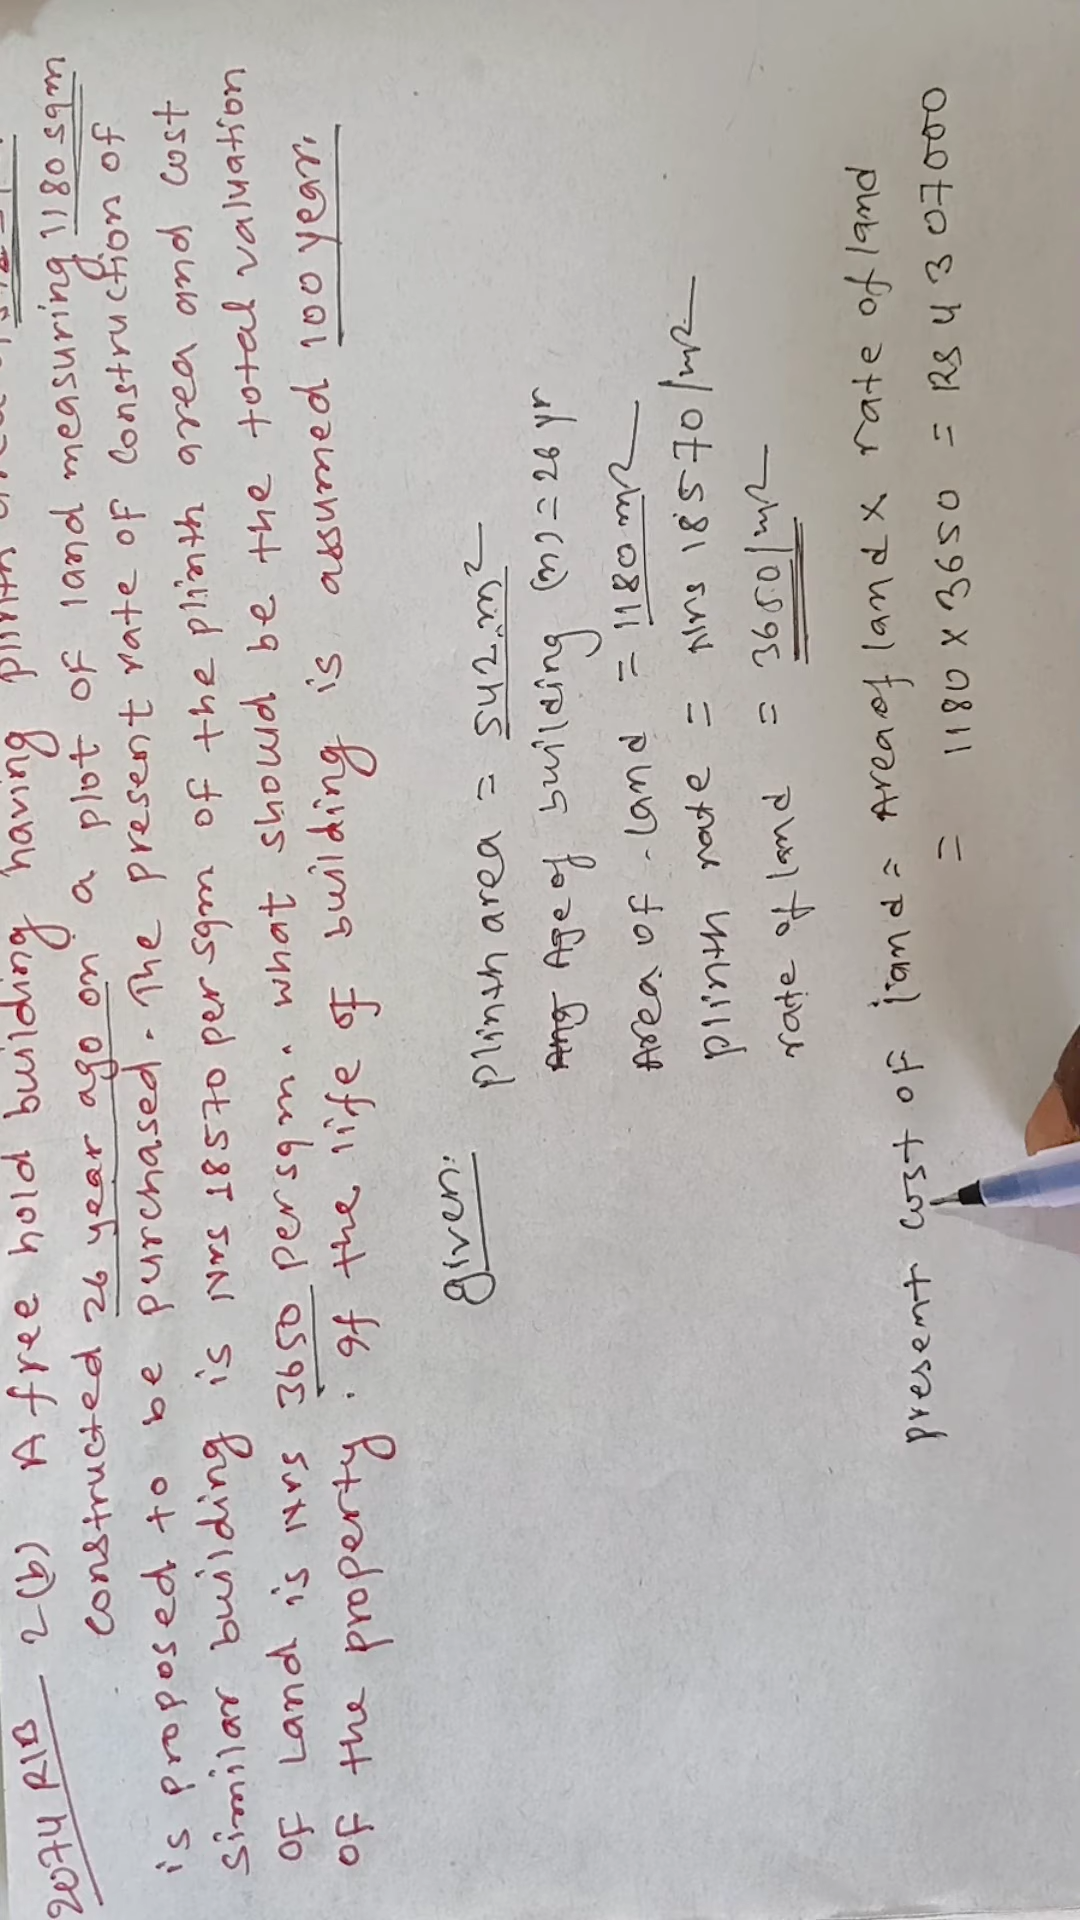 2074 RIB 2(b) A free hold building having plinth area
constructed 26 year ago on a plot of land measuring 1180 sqm
is proposed to be purchased. The present rate of construction of
similar building is Nrs 18570 per sqm of the plinth area and cost
of Land is Nrs 3650 per sqm. what should be the total valuation
of the property. If the life of building is assumed 100 year.
Given:
plinth area = 542 m²
Age of building (n) = 26 yr
Area of Land = 1180 m²
plinth rate = Nrs 18570/m²
rate of land = 3650/m²
present cost of land = Area of land x rate of land
= 1180 x 3650 = RS 4307000